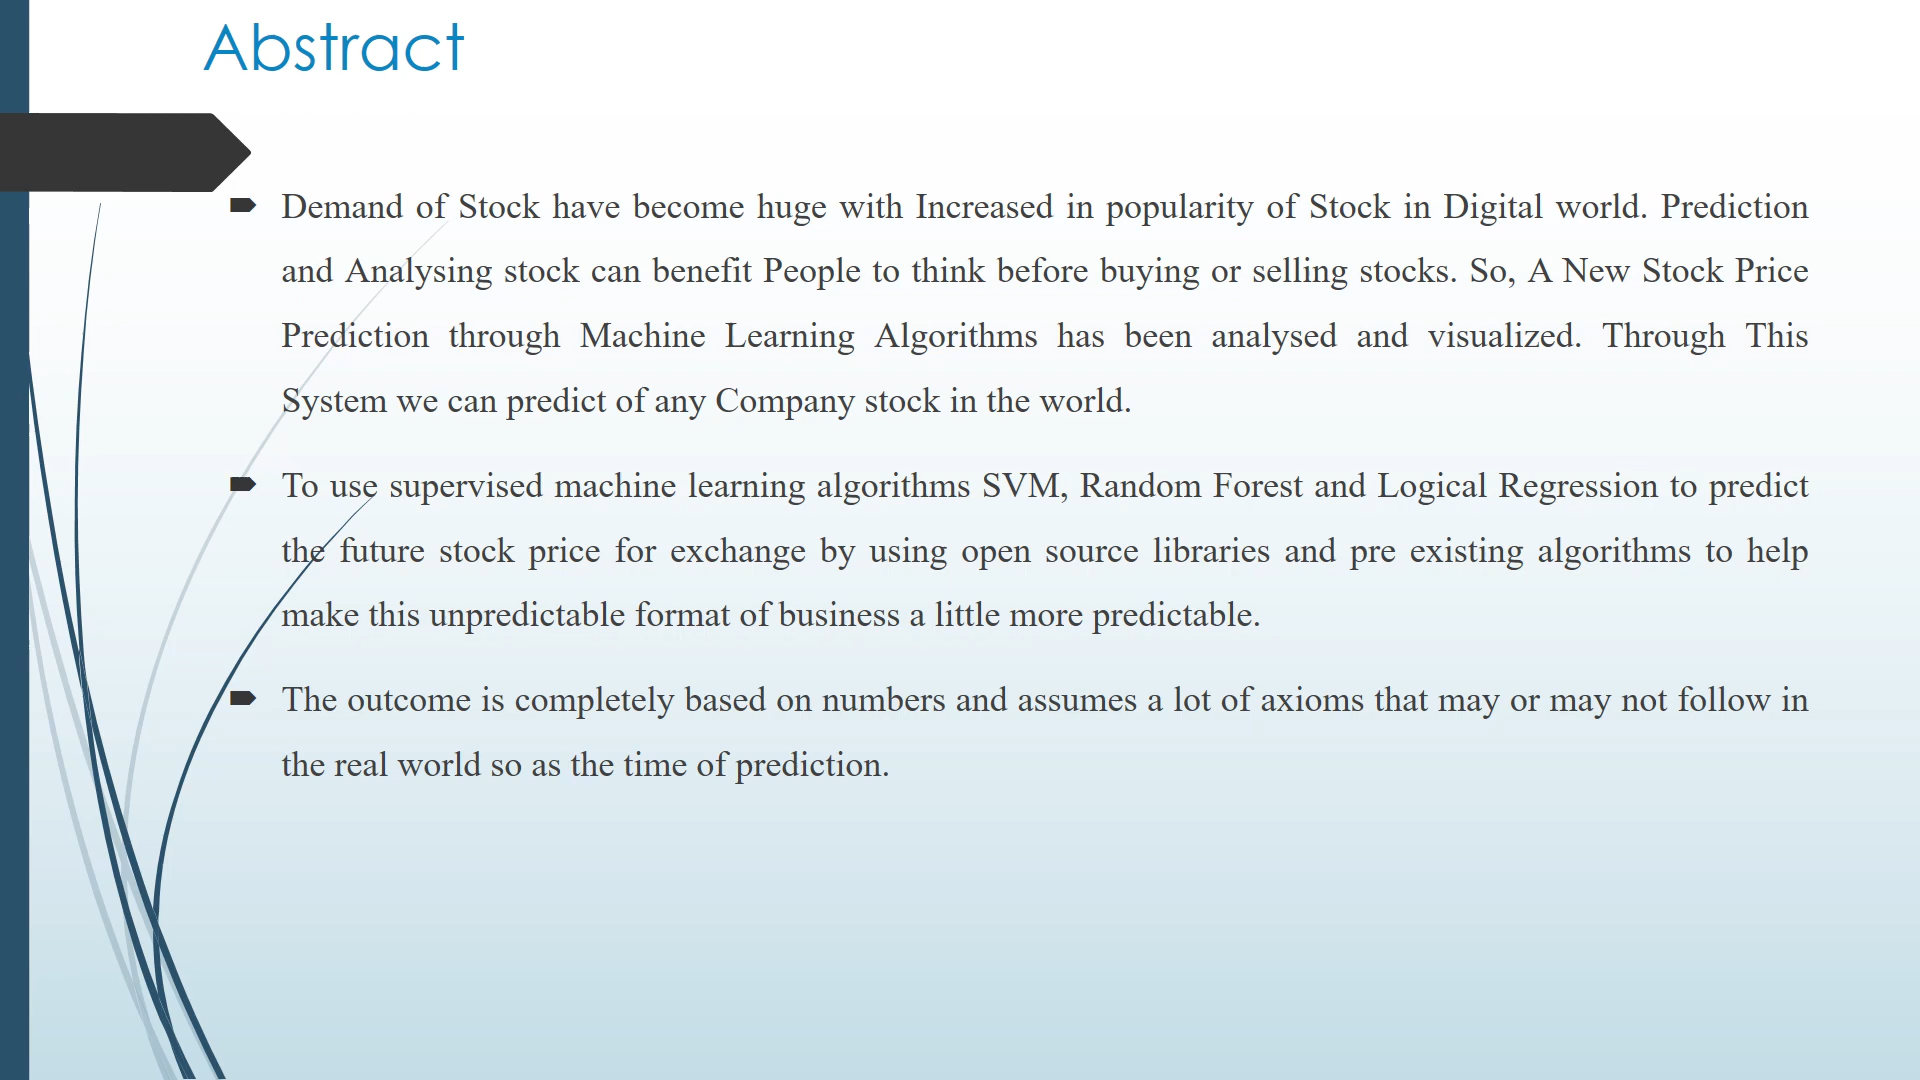 Abstract
Demand of Stock have become huge with Increased in popularity of Stock in Digital world. Prediction
and Analysing stock can benefit People to think before buying or selling stocks. So, A New Stock Price
Prediction through Machine Learning Algorithms has been analysed and visualized. Through This
System we can predict of any Company stock in the world.
To use supervised machine learning algorithms SVM, Random Forest and Logical Regression to predict
the future stock price for exchange by using open source libraries and pre existing algorithms to help
make this unpredictable format of business a little more predictable.
The outcome is completely based on numbers and assumes a lot of axioms that may or may not follow in
the real world so as the time of prediction.